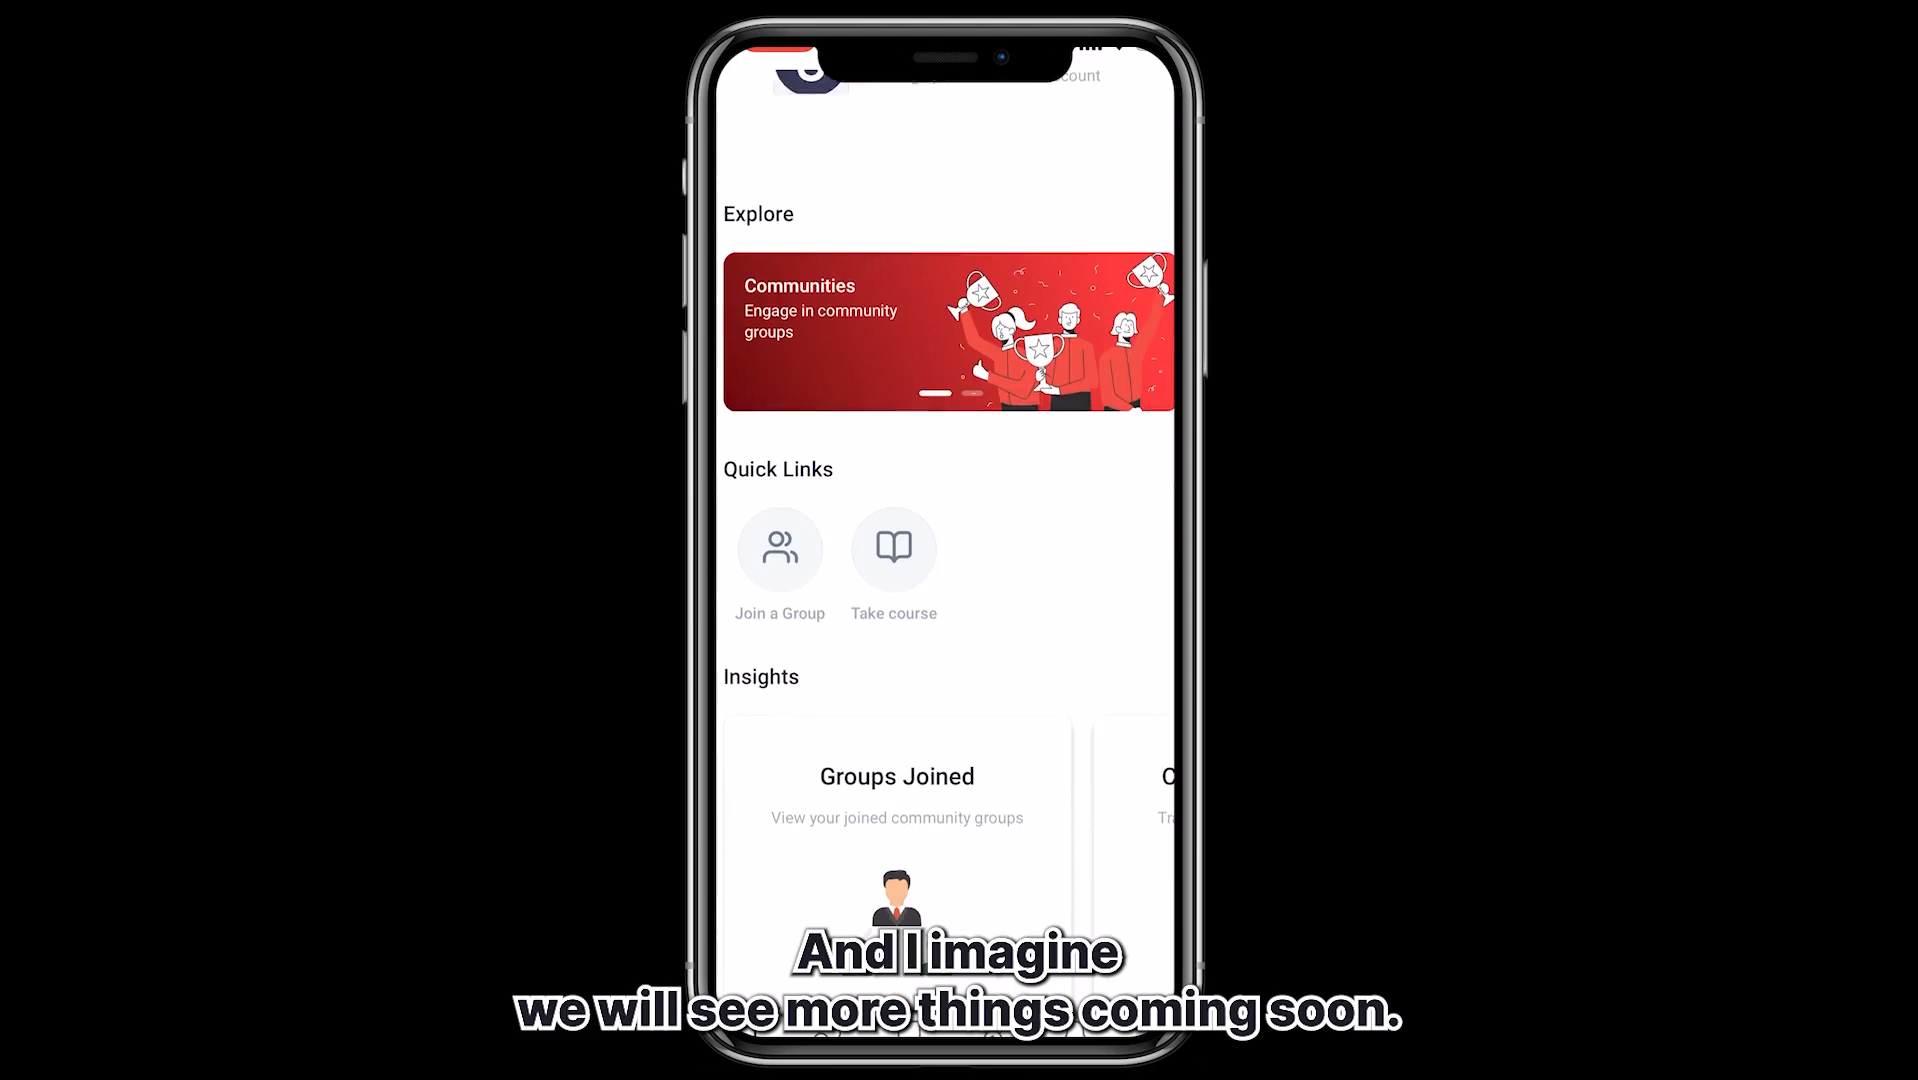 Explore
Communities
Engage in community
groups
Quick Links
Join a Group
Take course
Insights
Groups Joined
View your joined community groups
And I imagine
we will see more things coming soon.